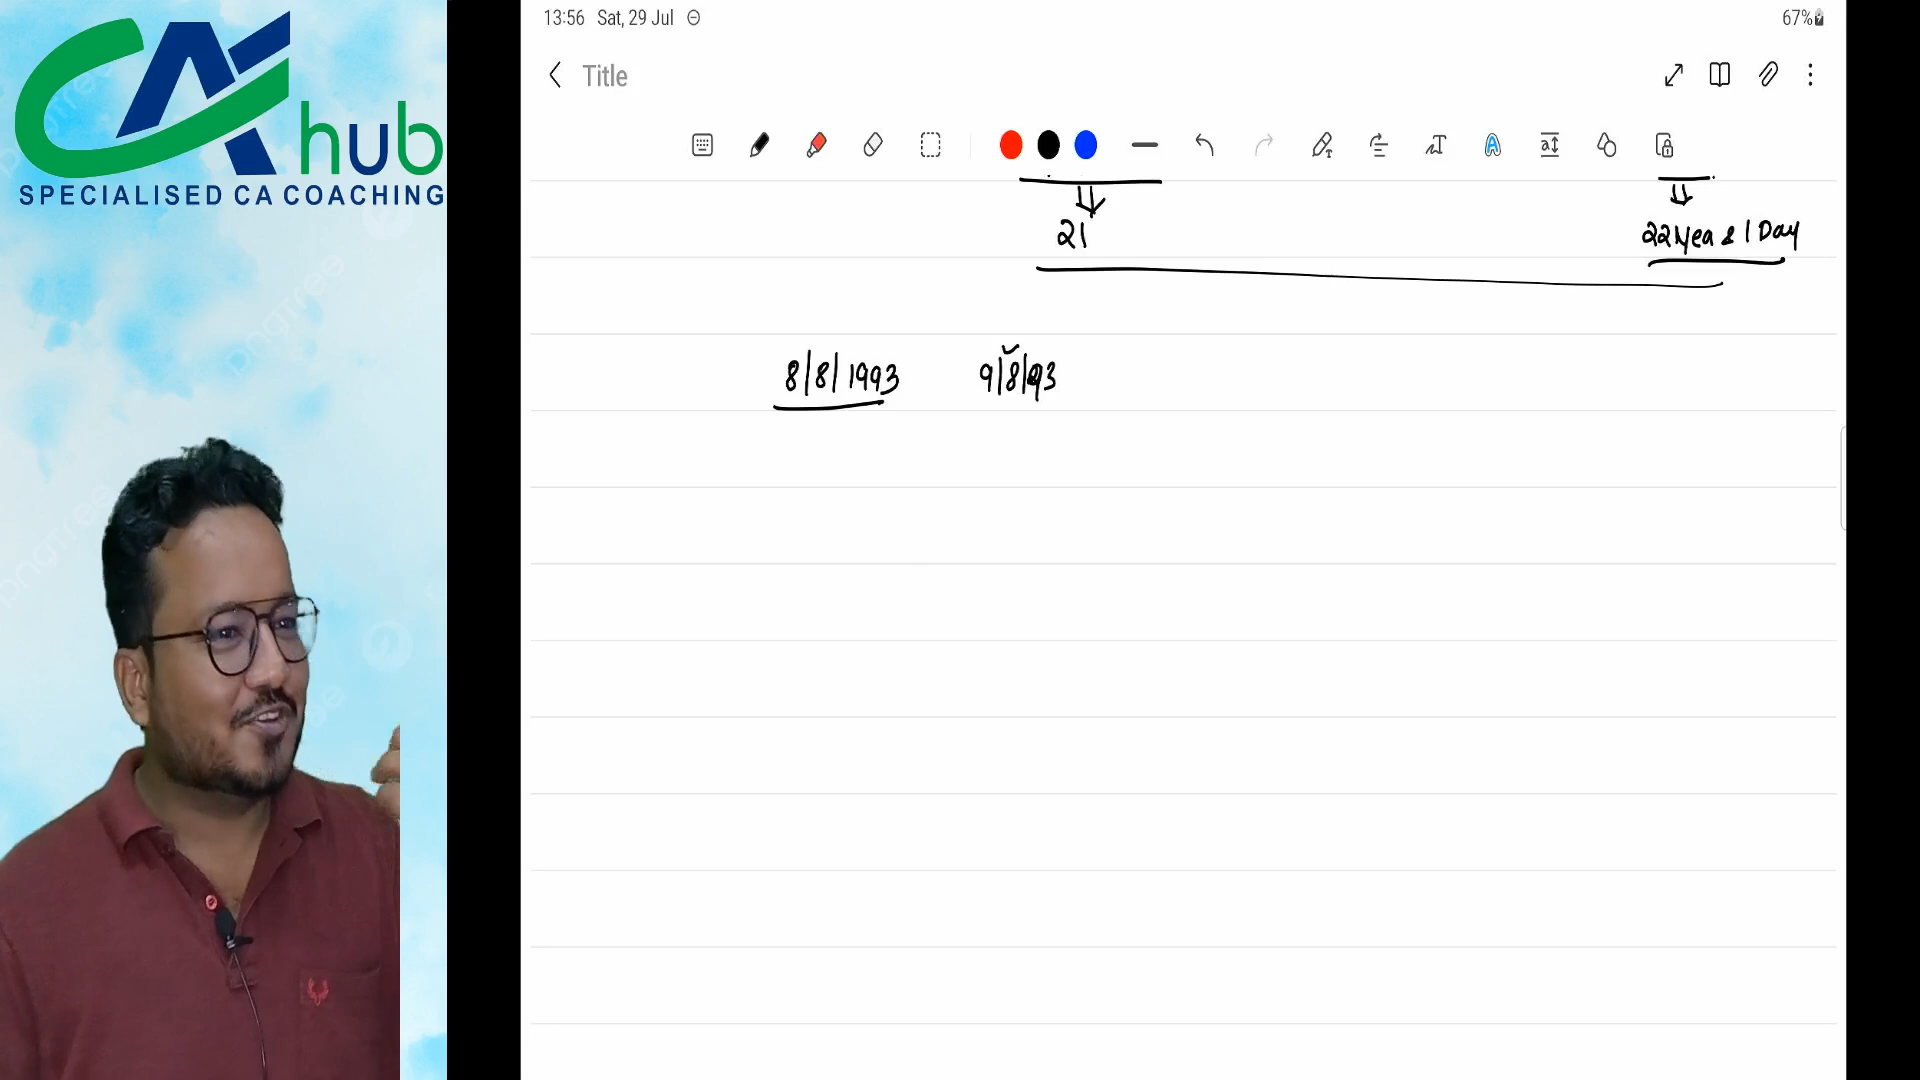 CA hub
SPECIALISED CA COACHING
13:56 Sat, 29 Jul
67%
Title
21
22 Yea & 1 Day
8/8/1993 9/8/93